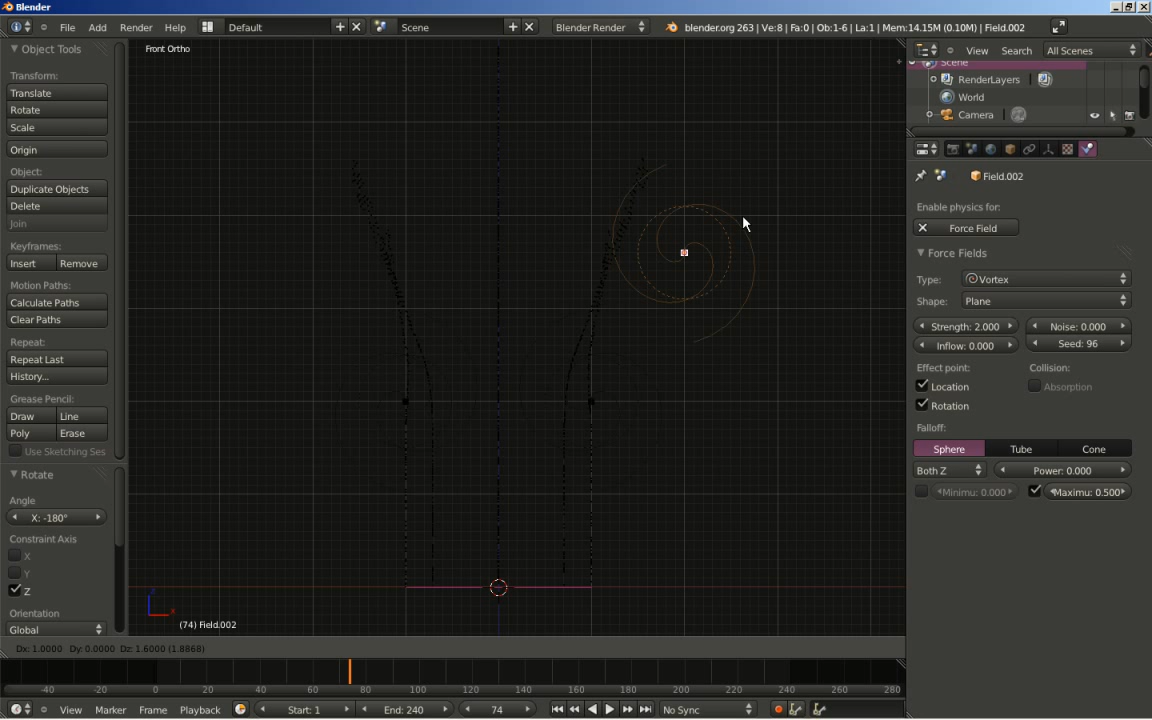 Blender
File Add Render Help Default Scene Blender Render blender.org 263 | Ve:8 | Fa:0 | Ob:1-6 | La:1 | Mem:14.15M (0.10M) | Field.002
Object Tools
Transform:
Translate
Rotate
Scale
Origin
Object:
Duplicate Objects
Delete
Join
Keyframes:
Insert Remove
Motion Paths:
Calculate Paths
Clear Paths
Repeat:
Repeat Last
History...
Grease Pencil:
Draw Line
Poly Erase
Use Sketching Ses
Rotate
Angle
X: -180°
Constraint Axis
X
Y
Z
Orientation
Global
Front Ortho
(74) Field.002
Dx: 1.0000 Dy: 0.0000 Dz: 1.6000 (1.8868)
View Search All Scenes
Scene
RenderLayers
World
Camera
Field.002
Enable physics for:
Force Field
Force Fields
Type: Vortex
Shape: Plane
Strength: 2.000 Noise: 0.000
Inflow: 0.000 Seed: 96
Effect point: Collision:
Location Absorption
Rotation
Falloff:
Sphere Tube Cone
Both Z Power: 0.000
Minimu: 0.000 Maximu: 0.500
-40 -20 0 20 40 60 80 100 120 140 160 180 200 220 240 260 280
View Marker Frame Playback Start: 1 End: 240 74 No Sync